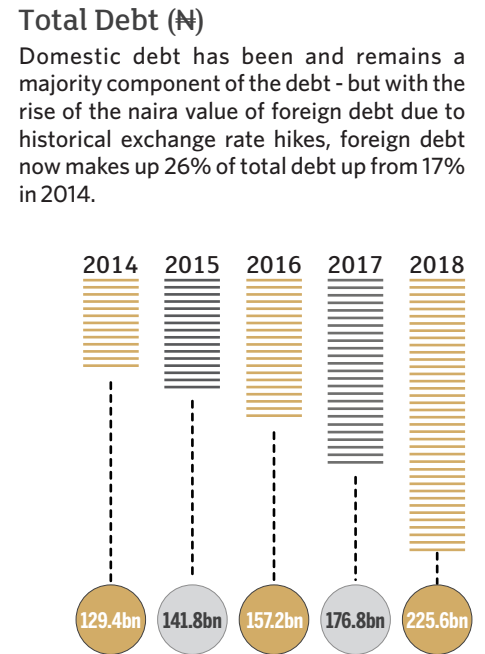 Total Debt (₦)
Domestic debt has been and remains a
majority component of the debt - but with the
rise of the naira value of foreign debt due to
historical exchange rate hikes, foreign debt
now makes up 26% of total debt up from 17%
in 2014.
2014 2015 2016 2017 2018
129.4bn 141.8bn 157.2bn 176.8bn 225.6bn